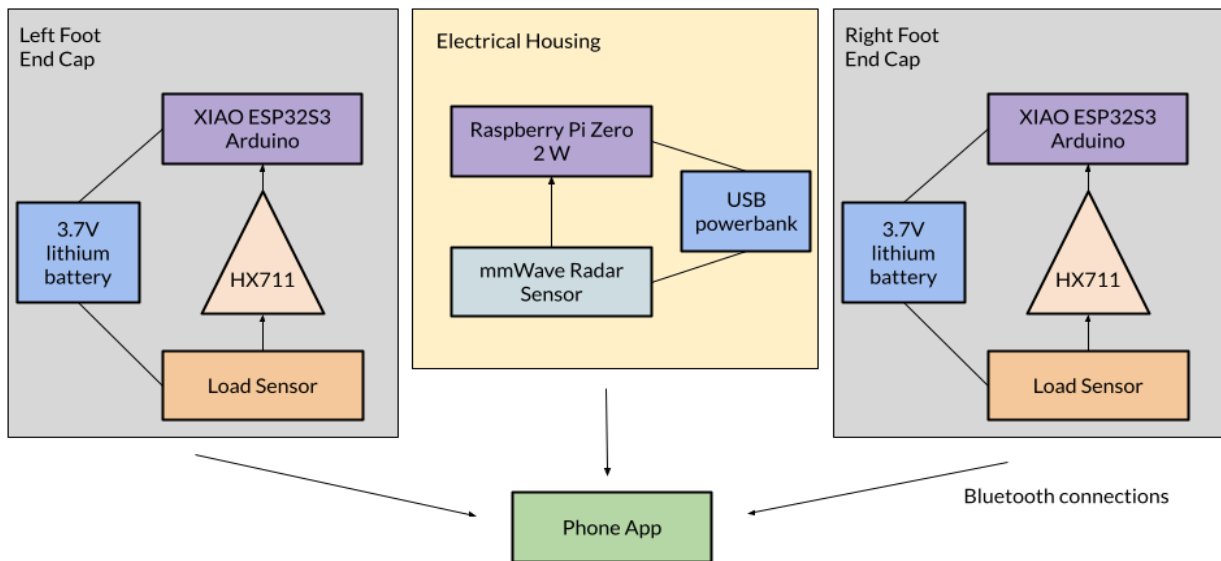 Left Foot
End Cap
XIAO ESP32S3
Arduino
3.7V
lithium
battery
HX711
Load Sensor
Electrical Housing
Raspberry Pi Zero
2 W
USB
powerbank
mmWave Radar
Sensor
Right Foot
End Cap
XIAO ESP32S3
Arduino
3.7V
lithium
battery
HX711
Load Sensor
Bluetooth connections
Phone App